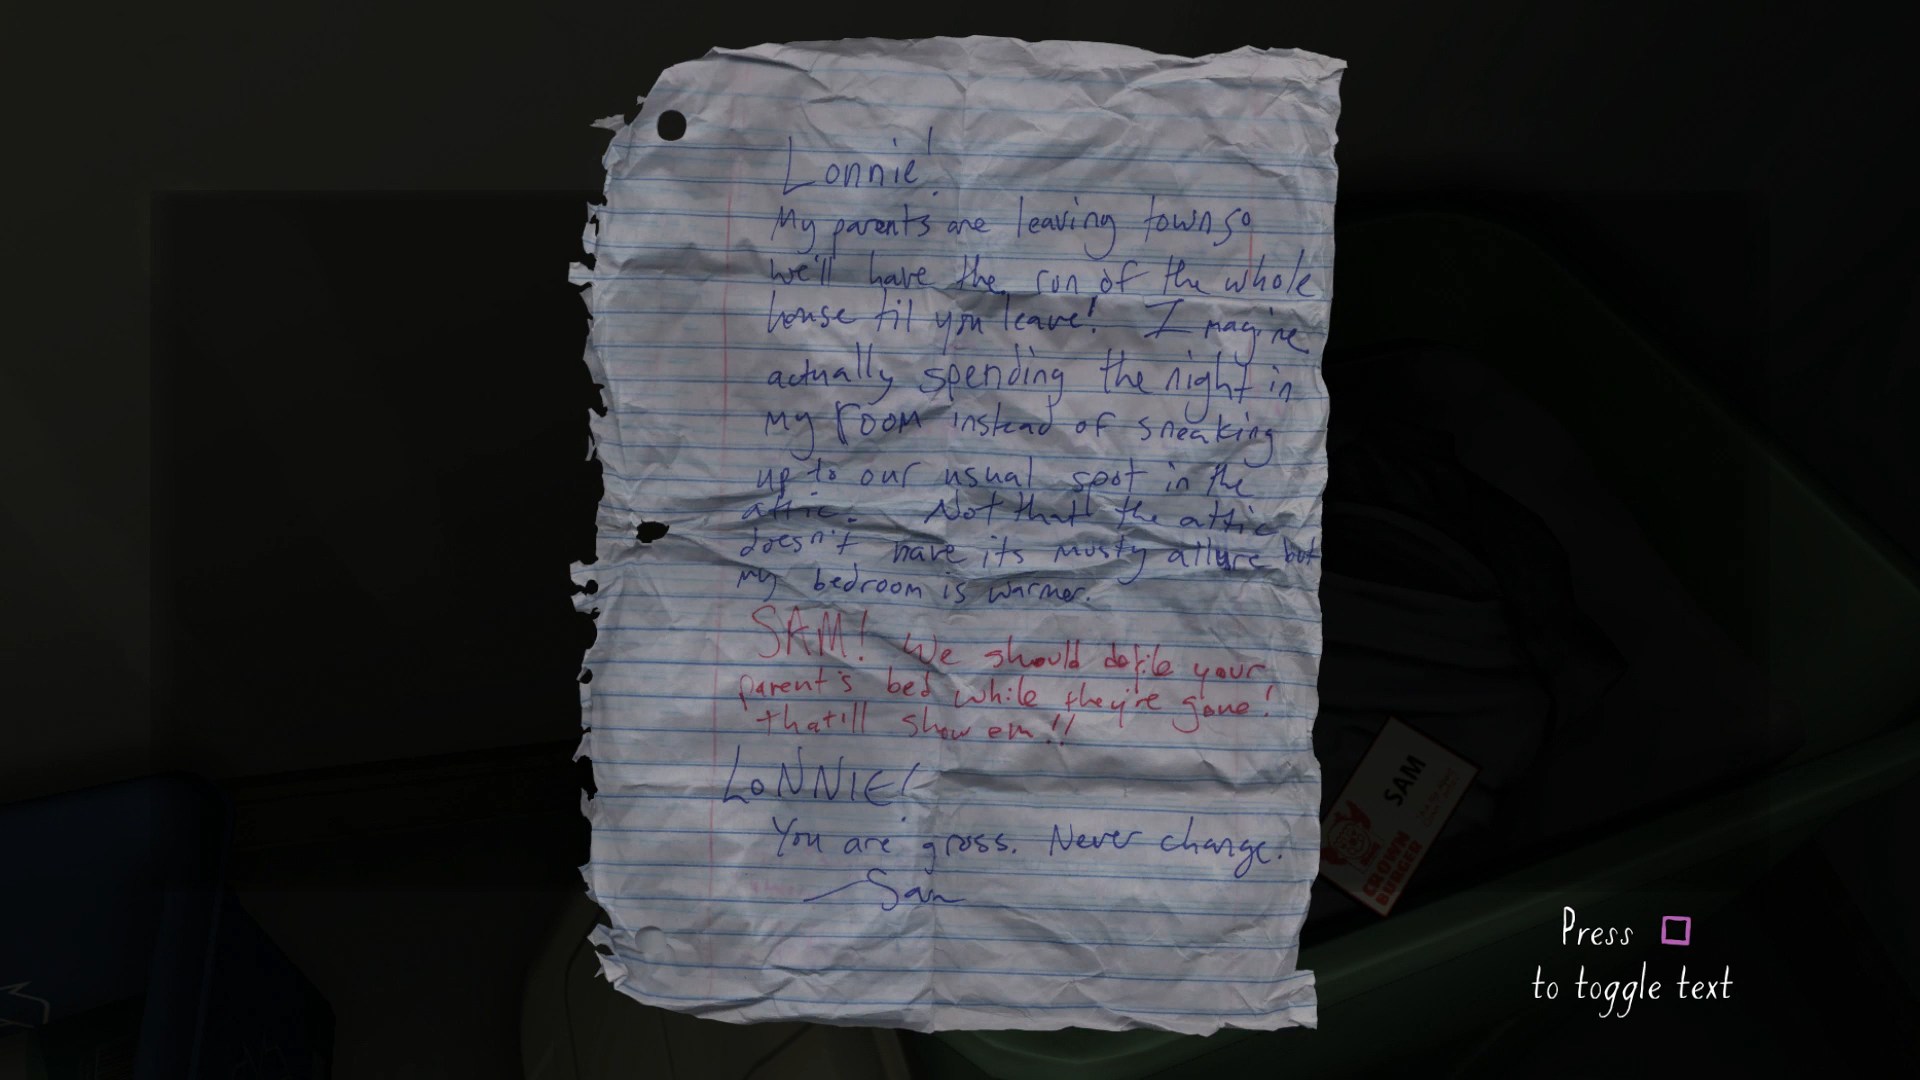 Lonnie!
My parents are leaving town so
we'll have the run of the whole
house til you leave! Imagine
actually spending the night in
my room instead of sneaking
up to our usual spot in the
attic. Not that the attic
doesn't have its musty allure but
my bedroom is warmer.
SAM! We should defile your
parent's bed while they're gone!
that'll show em!!
LONNIE!
You are gross. Never change.
—Sam
SAM
CROWN
BURGER
Press
to toggle text